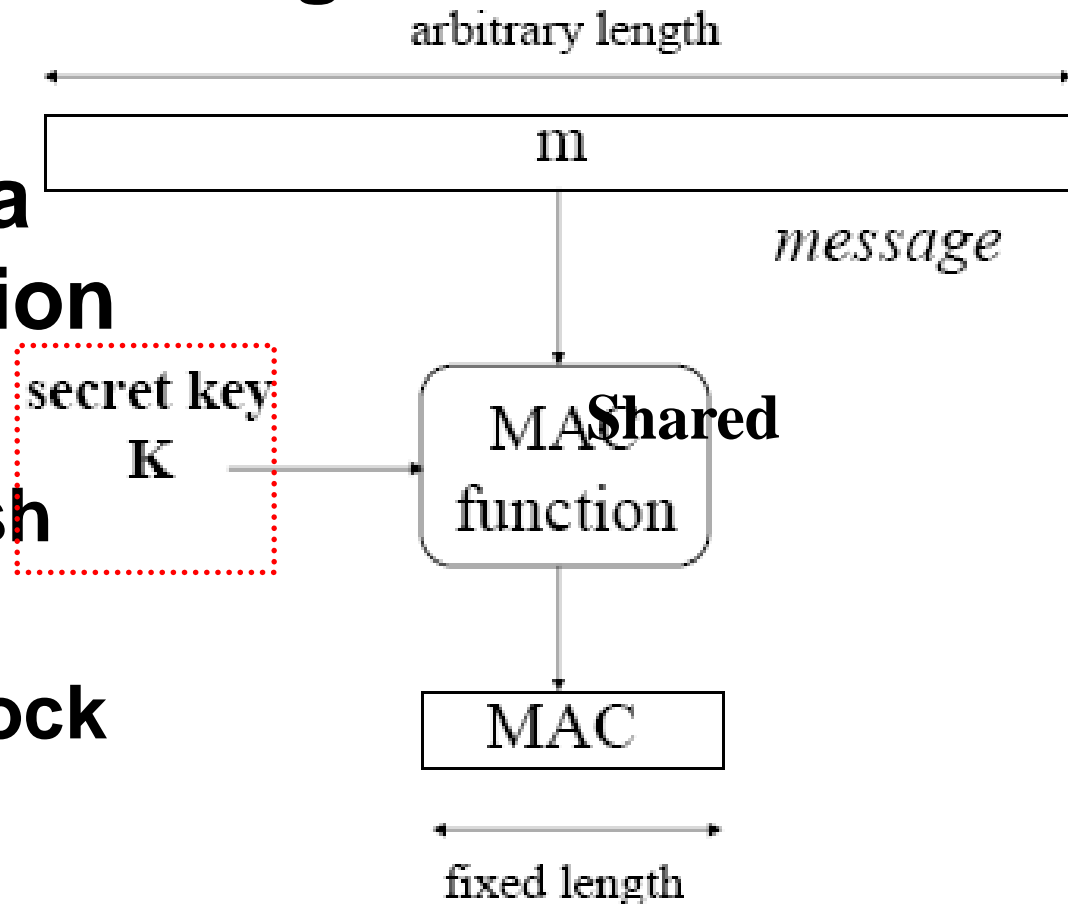 g
arbitrary length
m
a
message
ion
secret key
MAC
Shared
K
function
sh
ock
MAC
fixed length